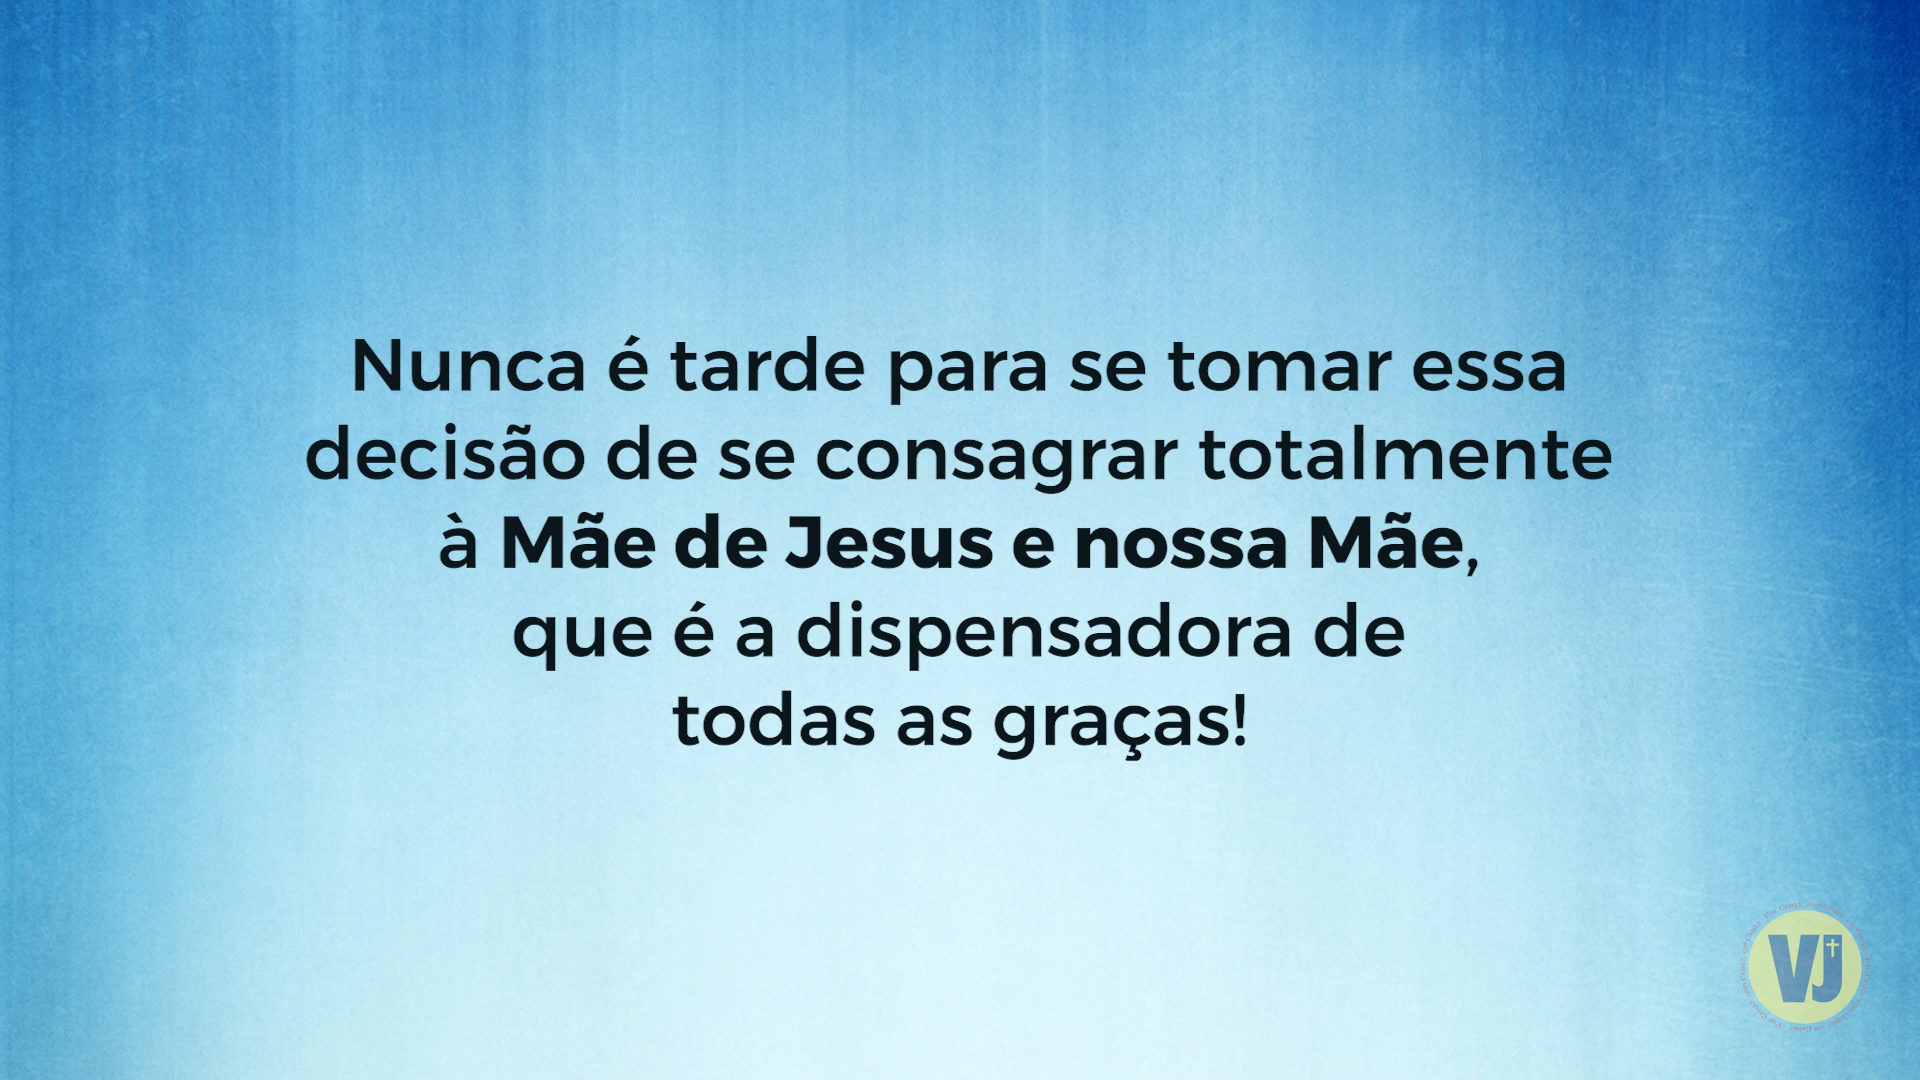 Nunca é tarde para se tomar essa
decisão de se consagrar totalmente
à Mãe de Jesus e nossa Mãe,
que é a dispensadora de
todas as graças!
VJ